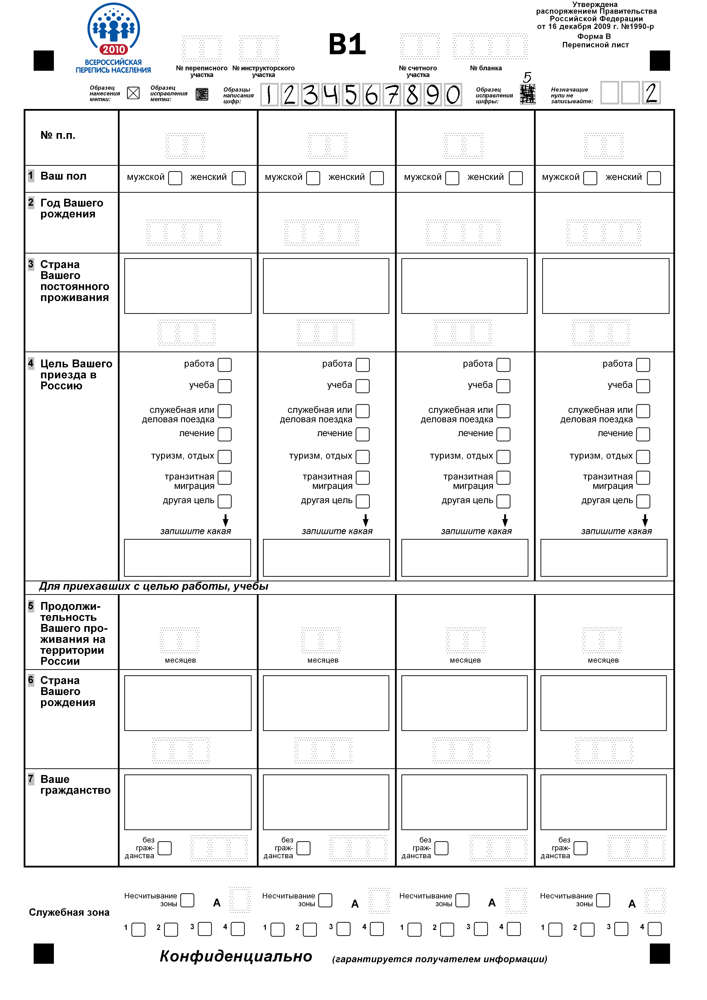 Утверждена
распоряжением Правительства
Российской Федерации
от 16 декабря 2009 г. №1990-р
Форма В
Переписной лист
2010
ВСЕРОССИЙСКАЯ
ПЕРЕПИСЬ НАСЕЛЕНИЯ
В1
№ переписного участка
№ инструкторского участка
№ счетного участка
№ бланка
Образец нанесения метки:
Образец исправления метки:
Образцы написания цифр:
1 2 3 4 5 6 7 8 9 0
Образец исправления цифры:
5
4
Незначащие нули не записывайте:
2
№ п.п.
1 Ваш пол
мужской женский мужской женский мужской женский мужской женский
2 Год Вашего
рождения
3 Страна
Вашего
постоянного
проживания
4 Цель Вашего
приезда в
Россию
работа работа работа работа
учеба учеба учеба учеба
служебная или служебная или служебная или служебная или
деловая поездка деловая поездка деловая поездка деловая поездка
лечение лечение лечение лечение
туризм, отдых туризм, отдых туризм, отдых туризм, отдых
транзитная транзитная транзитная транзитная
миграция миграция миграция миграция
другая цель другая цель другая цель другая цель
запишите какая запишите какая запишите какая запишите какая
Для приехавших с целью работы, учебы
5 Продолжи-
тельность
Вашего про-
живания на
территории
России
месяцев месяцев месяцев месяцев
6 Страна
Вашего
рождения
7 Ваше
гражданство
без без без без
граж- граж- граж- граж-
данства данства данства данства
Служебная зона
Несчитывание А Несчитывание А Несчитывание А Несчитывание А
зоны зоны зоны зоны
1 2 3 4 1 2 3 4 1 2 3 4 1 2 3 4
Конфиденциально (гарантируется получателем информации)